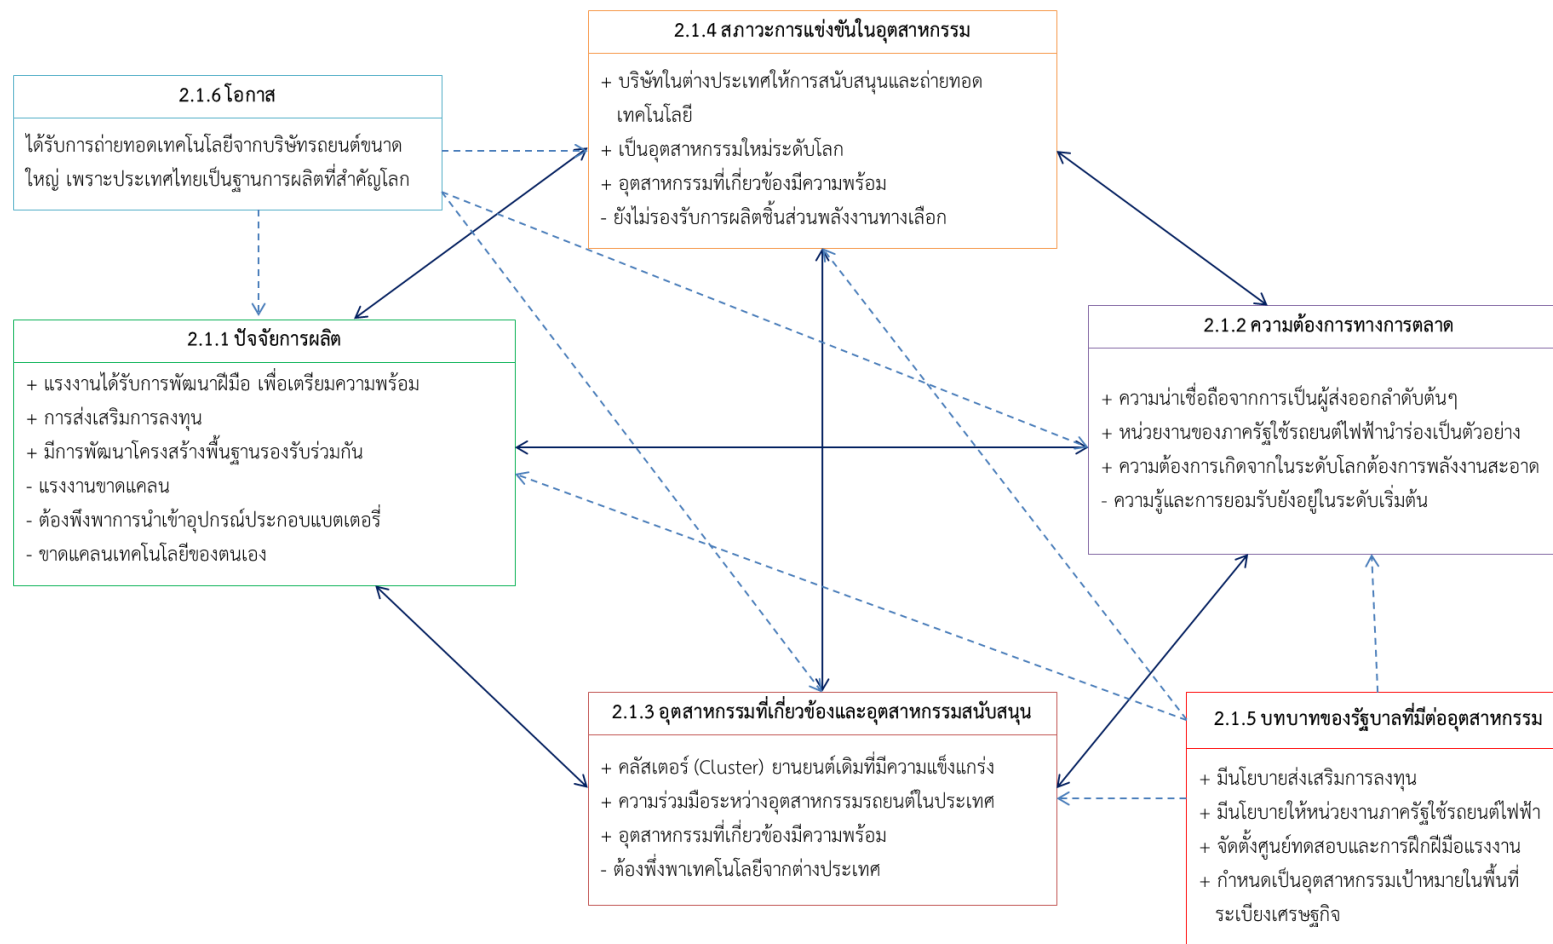 2.1.4 สภาวะการแข่งขันในอุตสาหกรรม
+ บริษัทในต่างประเทศให้การสนับสนุนและถ่ายทอด
เทคโนโลยี
+ เป็นอุตสาหกรรมใหม่ระดับโลก
+ อุตสาหกรรมที่เกี่ยวข้องมีความพร้อม
- ยังไม่รองรับการผลิตชิ้นส่วนพลังงานทางเลือก
2.1.6 โอกาส
ได้รับการถ่ายทอดเทคโนโลยีจากบริษัทรถยนต์ขนาด
ใหญ่ เพราะประเทศไทยเป็นฐานการผลิตที่สำคัญโลก
2.1.1 ปัจจัยการผลิต
+ แรงงานได้รับการพัฒนาฝีมือ เพื่อเตรียมความพร้อม
+ การส่งเสริมการลงทุน
+ มีการพัฒนาโครงสร้างพื้นฐานรองรับร่วมกัน
- แรงงานขาดแคลน
- ต้องพึงพาการนำเข้าอุปกรณ์ประกอบแบตเตอรี่
- ขาดแคลนเทคโนโลยีของตนเอง
2.1.2 ความต้องการทางการตลาด
+ ความน่าเชื่อถือจากการเป็นผู้ส่งออกลำดับต้นๆ
+ หน่วยงานของภาครัฐใช้รถยนต์ไฟฟ้านำร่องเป็นตัวอย่าง
+ ความต้องการเกิดจากในระดับโลกต้องการพลังงานสะอาด
- ความรู้และการยอมรับยังอยู่ในระดับเริ่มต้น
2.1.3 อุตสาหกรรมที่เกี่ยวข้องและอุตสาหกรรมสนับสนุน
+ คลัสเตอร์ (Cluster) ยานยนต์เดิมที่มีความแข็งแกร่ง
+ ความร่วมมือระหว่างอุตสาหกรรมรถยนต์ในประเทศ
+ อุตสาหกรรมที่เกี่ยวข้องมีความพร้อม
- ต้องพึ่งพาเทคโนโลยีจากต่างประเทศ
2.1.5 บทบาทของรัฐบาลที่มีต่ออุตสาหกรรม
+ มีนโยบายส่งเสริมการลงทุน
+ มีนโยบายให้หน่วยงานภาครัฐใช้รถยนต์ไฟฟ้า
+ จัดตั้งศูนย์ทดสอบและการฝึกฝีมือแรงงาน
+ กำหนดเป็นอุตสาหกรรมเป้าหมายในพื้นที่
ระเบียงเศรษฐกิจ